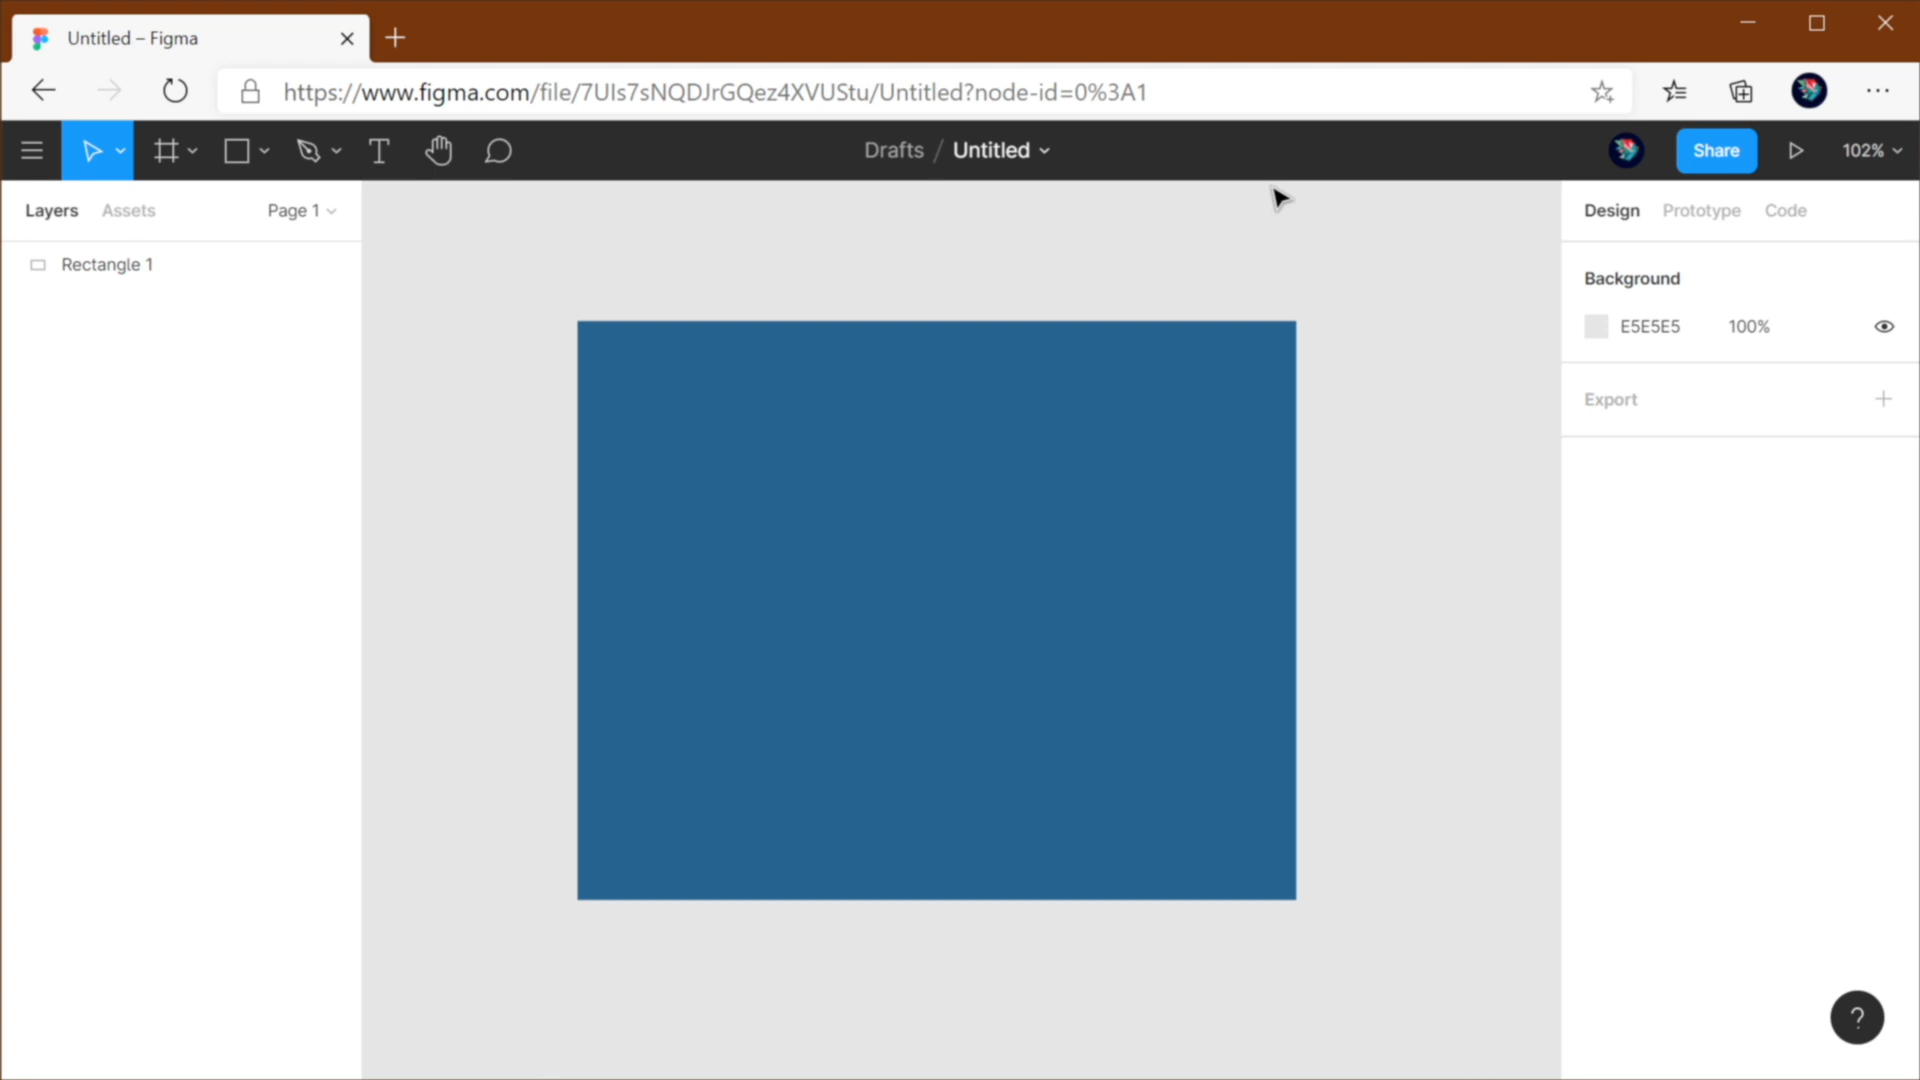 Untitled – Figma
https://www.figma.com/file/7UIs7sNQDJrGQez4XVUStu/Untitled?node-id=0%3A1
Drafts / Untitled
Share
102%
Layers Assets Page 1
Design Prototype Code
Rectangle 1
Background
E5E5E5 100%
Export
?